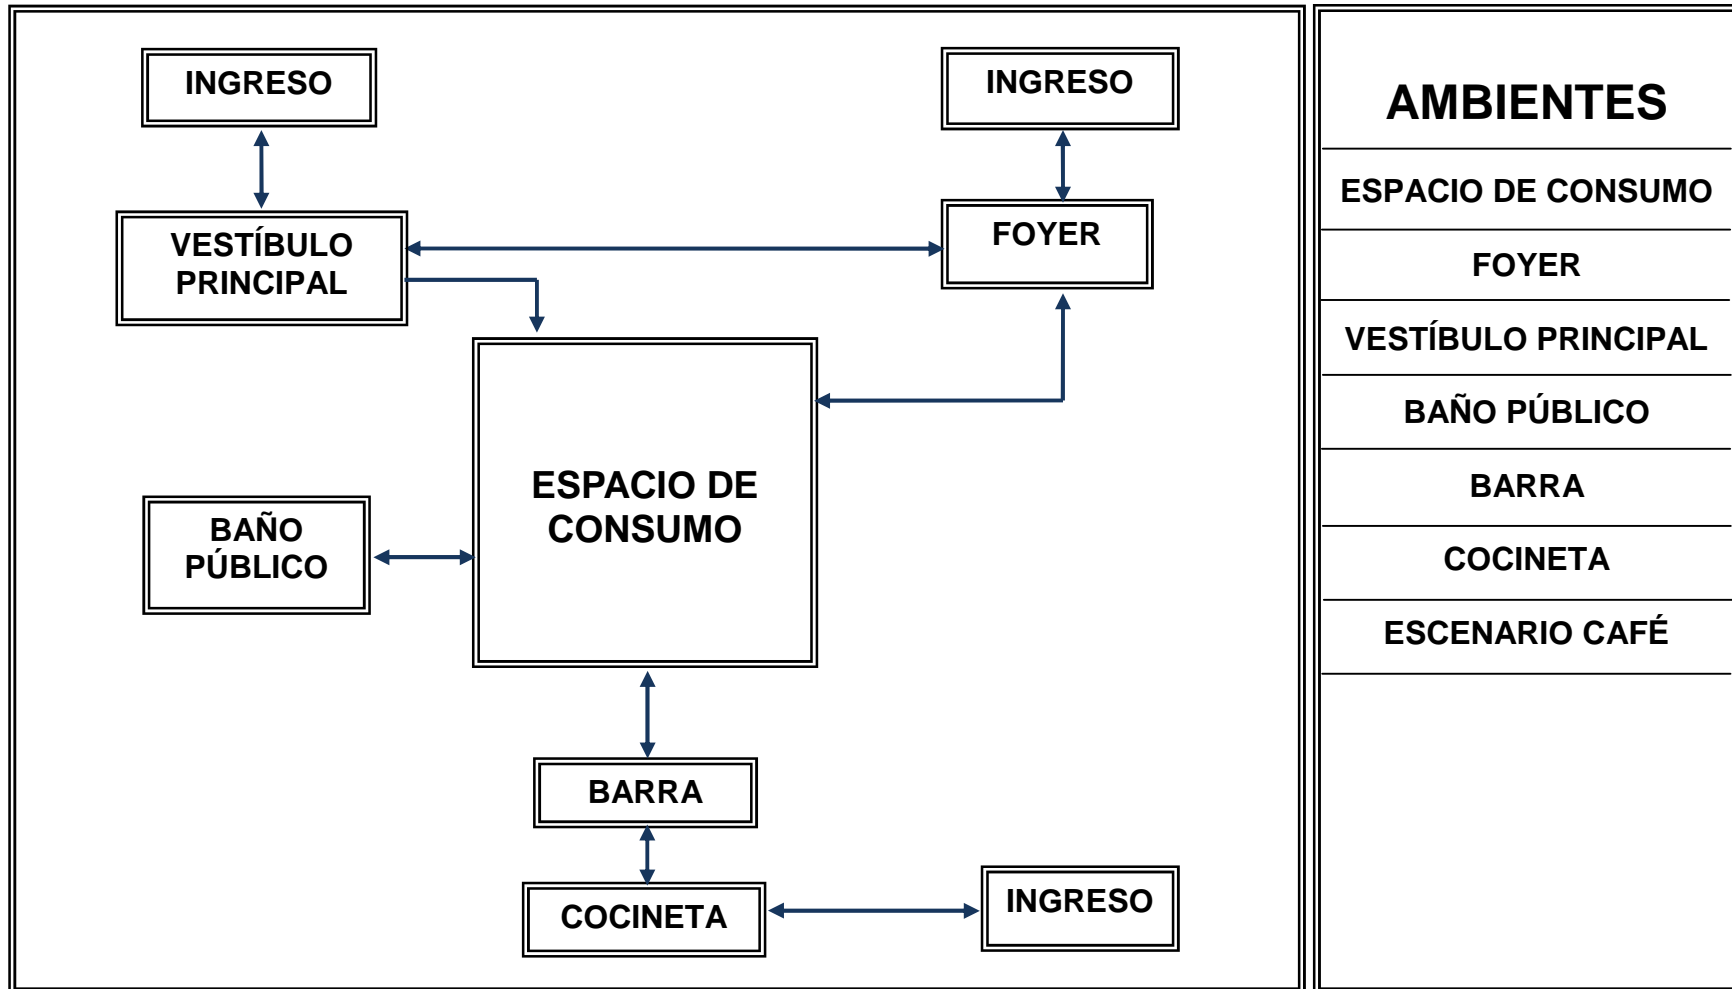 INGRESO
INGRESO
VESTÍBULO
PRINCIPAL
FOYER
ESPACIO DE
CONSUMO
BAÑO
PÚBLICO
BARRA
COCINETA
INGRESO
AMBIENTES
ESPACIO DE CONSUMO
FOYER
VESTÍBULO PRINCIPAL
BAÑO PÚBLICO
BARRA
COCINETA
ESCENARIO CAFÉ